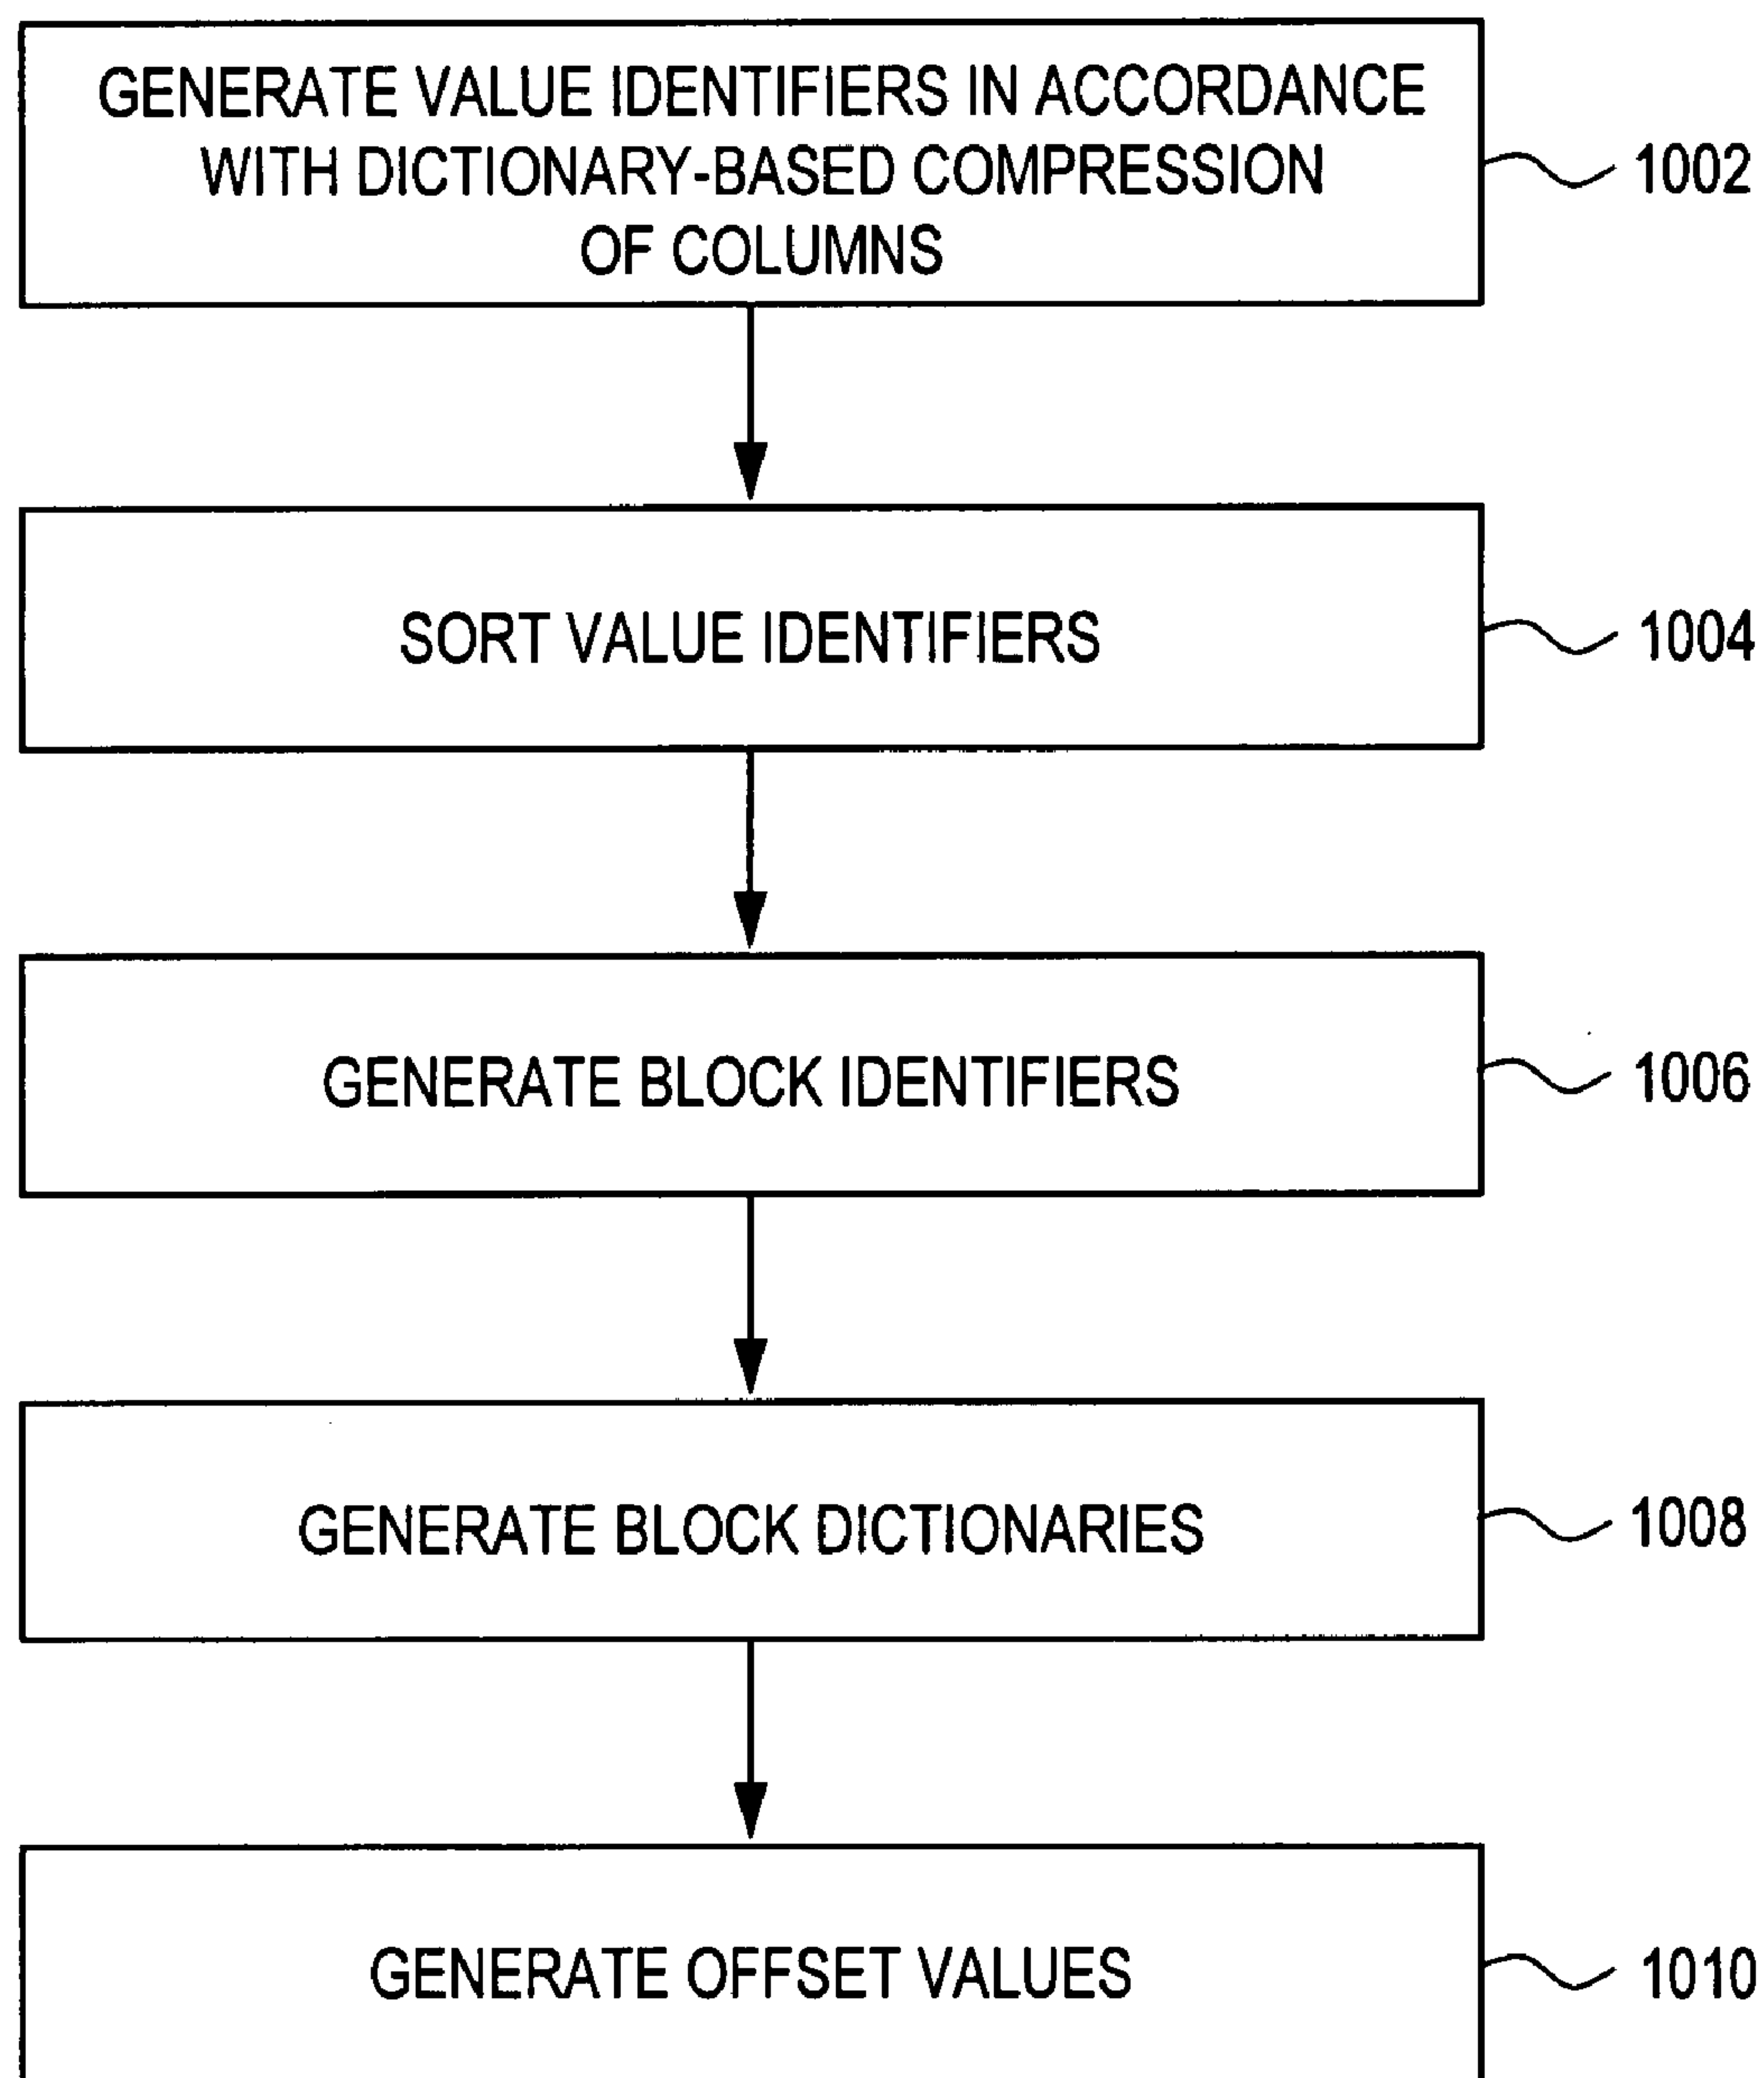 GENERATE VALUE IDENTIFIERS IN ACCORDANCE
WITH DICTIONARY-BASED COMPRESSION
OF COLUMNS
1002
SORT VALUE IDENTIFIERS
1004
GENERATE BLOCK IDENTIFIERS
1006
GENERATE BLOCK DICTIONARIES
1008
GENERATE OFFSET VALUES
1010